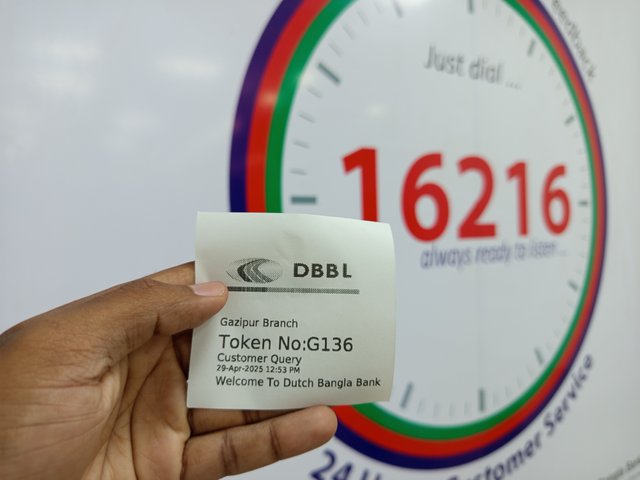 Just dial ...
16216
always ready to listen ...
24 Customer Service
DBBL
Gazipur Branch
Token No:G136
Customer Query
29-Apr-2025 12:53 PM
Welcome To Dutch Bangla Bank